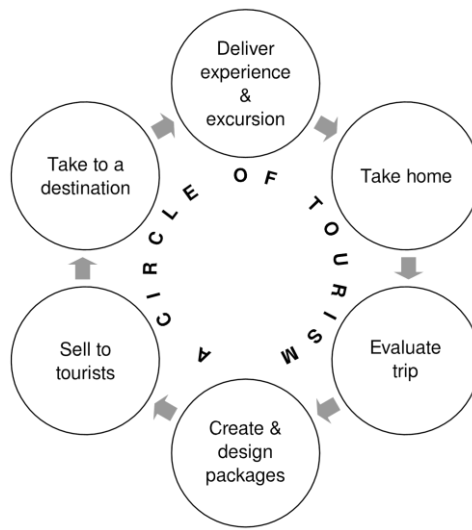 Deliver
experience
&
excursion
Take home
Evaluate
trip
Create &
design
packages
Sell to
tourists
Take to a
destination
A CIRCLE OF TOURISM